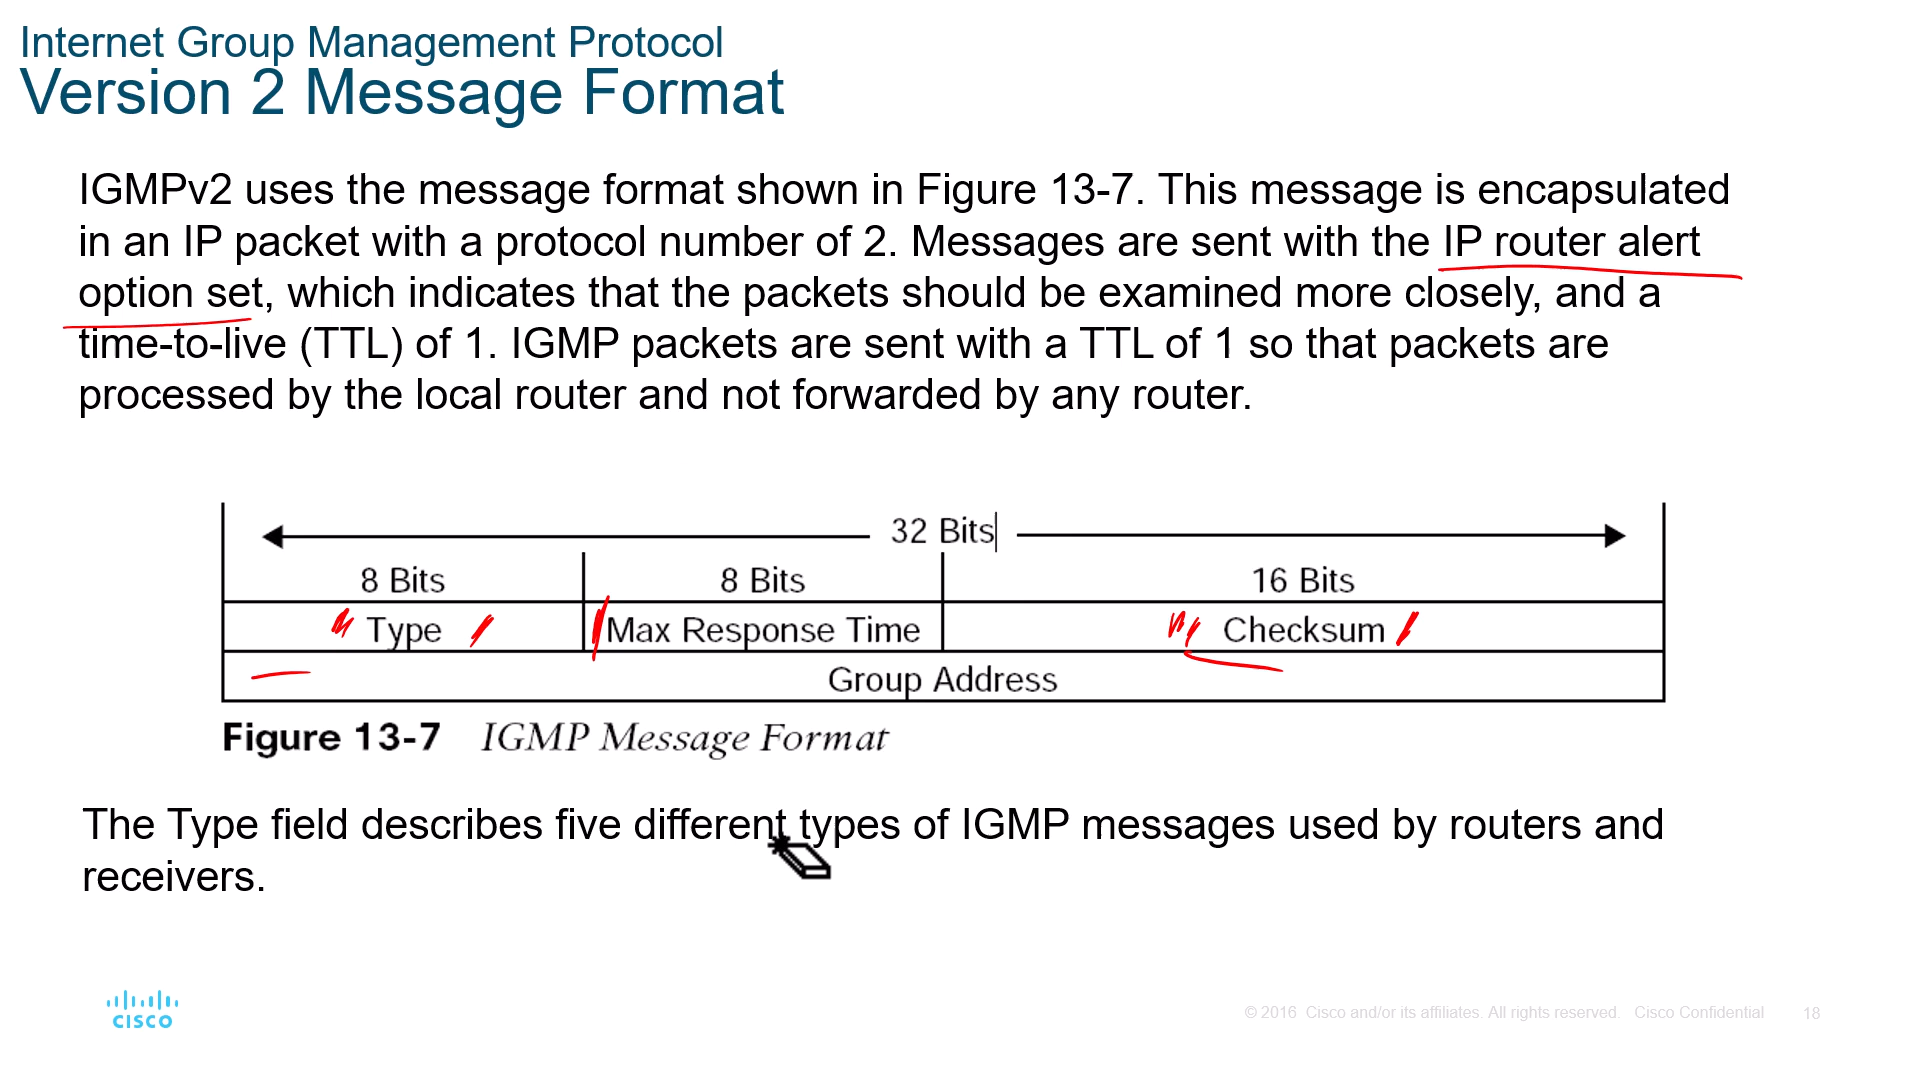 Internet Group Management Protocol
Version 2 Message Format
IGMPv2 uses the message format shown in Figure 13-7. This message is encapsulated
in an IP packet with a protocol number of 2. Messages are sent with the IP router alert
option set, which indicates that the packets should be examined more closely, and a
time-to-live (TTL) of 1. IGMP packets are sent with a TTL of 1 so that packets are
processed by the local router and not forwarded by any router.
32 Bits
8 Bits 8 Bits 16 Bits
Type Max Response Time Checksum
Group Address
Figure 13-7 IGMP Message Format
The Type field describes five different types of IGMP messages used by routers and
receivers.
CISCO
© 2016 Cisco and/or its affiliates. All rights reserved. Cisco Confidential 18